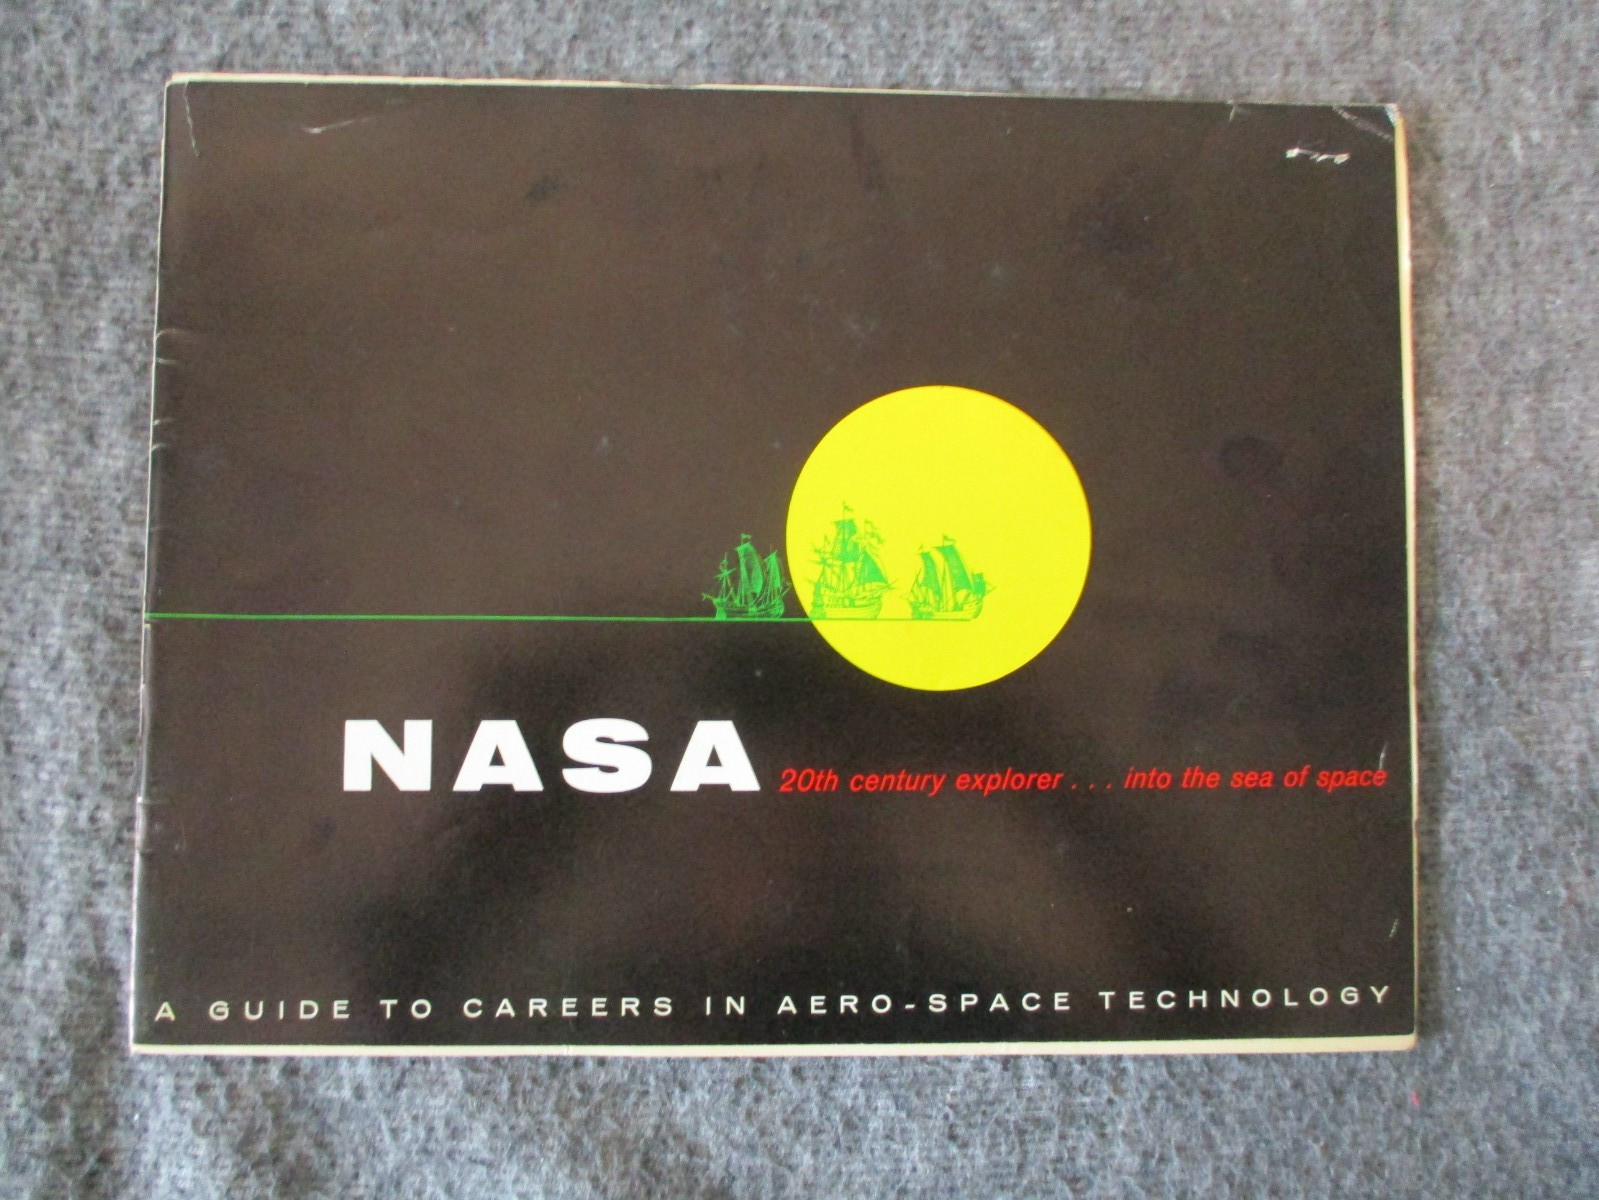 NASA 20th century explorer . . . into the sea of space
A GUIDE TO CAREERS IN AERO-SPACE TECHNOLOGY